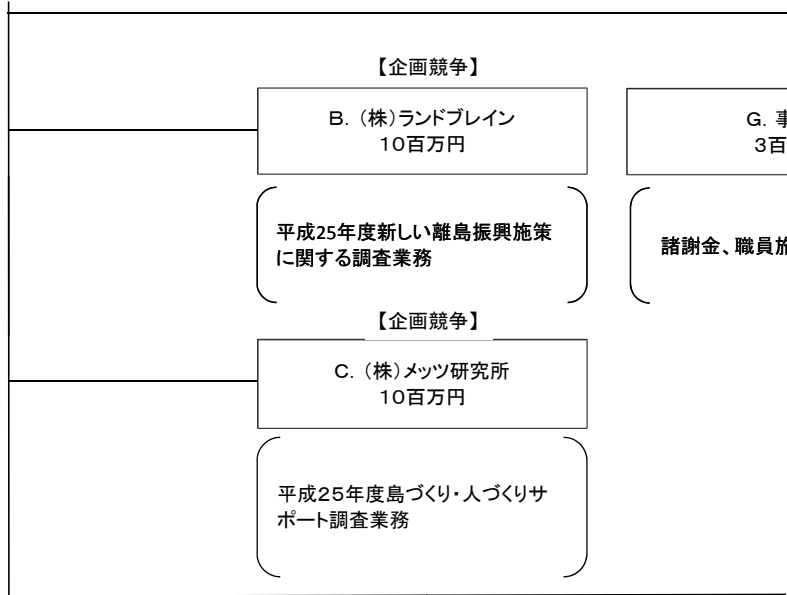 【企画競争】
B. （株）ランドブレイン
10百万円
G. 事
3百
平成25年度新しい離島振興施策
に関する調査業務
諸謝金、職員旅
【企画競争】
C. （株）メッツ研究所
10百万円
平成25年度島づくり・人づくりサ
ポート調査業務